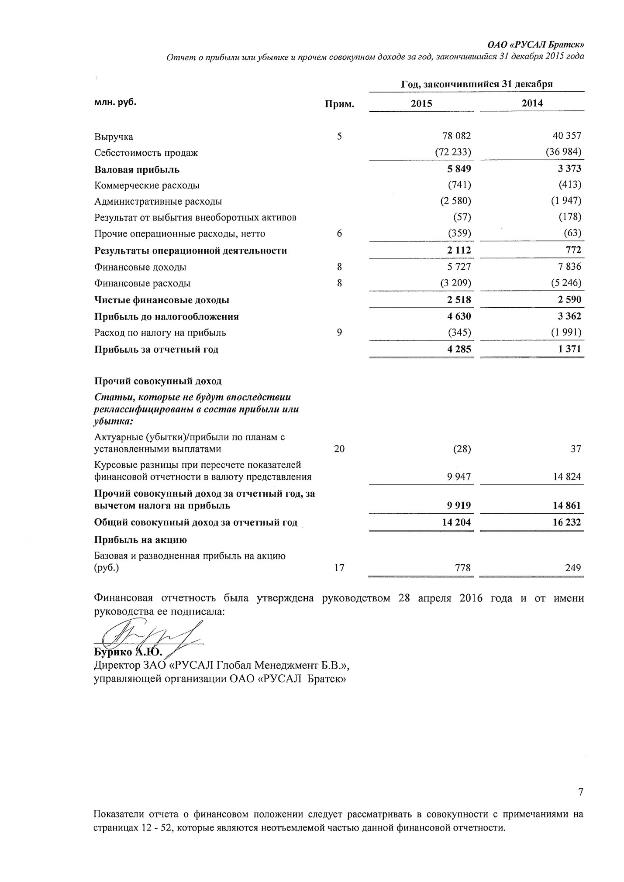 ОАО «РУСАЛ Братск»
Отчет о прибыли или убытке и прочем совокупном доходе за год, закончившийся 31 декабря 2015 года
Год, закончившийся 31 декабря
млн. руб. Прим. 2015 2014
Выручка 5 78 082 40 357
Себестоимость продаж (72 233) (36 984)
Валовая прибыль 5 849 3 373
Коммерческие расходы (741) (413)
Административные расходы (2 580) (1 947)
Результат от выбытия внеоборотных активов (57) (178)
Прочие операционные расходы, нетто 6 (359) (63)
Результаты операционной деятельности 2 112 772
Финансовые доходы 8 5 727 7 836
Финансовые расходы 8 (3 209) (5 246)
Чистые финансовые доходы 2 518 2 590
Прибыль до налогообложения 4 630 3 362
Расход по налогу на прибыль 9 (345) (1 991)
Прибыль за отчетный год 4 285 1 371
Прочий совокупный доход
Статьи, которые не будут впоследствии
реклассифицированы в состав прибыли или
убытка:
Актуарные (убытки)/прибыли по планам с
установленными выплатами 20 (28) 37
Курсовые разницы при пересчете показателей
финансовой отчетности в валюту представления 9 947 14 824
Прочий совокупный доход за отчетный год, за
вычетом налога на прибыль 9 919 14 861
Общий совокупный доход за отчетный год 14 204 16 232
Прибыль на акцию
Базовая и разводненная прибыль на акцию
(руб.) 17 778 249
Финансовая отчетность была утверждена руководством 28 апреля 2016 года и от имени
руководства ее подписала:
Бурико А.Ю.
Директор ЗАО «РУСАЛ Глобал Менеджмент Б.В.»,
управляющей организации ОАО «РУСАЛ Братск»
7
Показатели отчета о финансовом положении следует рассматривать в совокупности с примечаниями на
страницах 12 - 52, которые являются неотъемлемой частью данной финансовой отчетности.